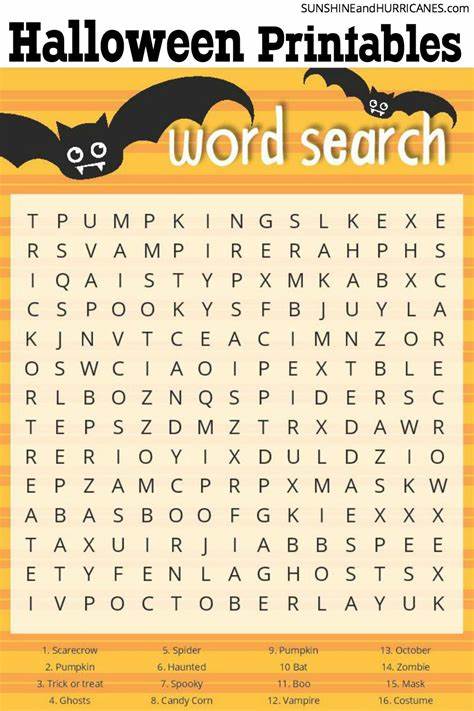 SUNSHINEandHURRICANES.com
Halloween Printables
word search
T P U M P K I N G S L K E X E
R S V A M P I R E R A H P H S
I Q A I S T Y P X M K A B X C
C S P O O K Y S F B J U Y L A
K J N V T C E A C I M N Z O R
O S W C I A O I P E X T B L E
R L B O Z N Q S P I D E R S C
T E P S Z D M Z T R X D A W R
R E R I O Y I X D U L D Z I O
E P Z A M C P R P X M A S K W
A B A S B O O F G K I E X X X
T A X U I R J I A B B S P E E
E T Y F E N L A G H O S T S X
I V P O C T O B E R L A Y U K
1. Scarecrow 5. Spider 9. Pumpkin 13. October
2. Pumpkin 6. Haunted 10 Bat 14. Zombie
3. Trick or treat 7. Spooky 11. Boo 15. Mask
4. Ghosts 8. Candy Corn 12. Vampire 16. Costume